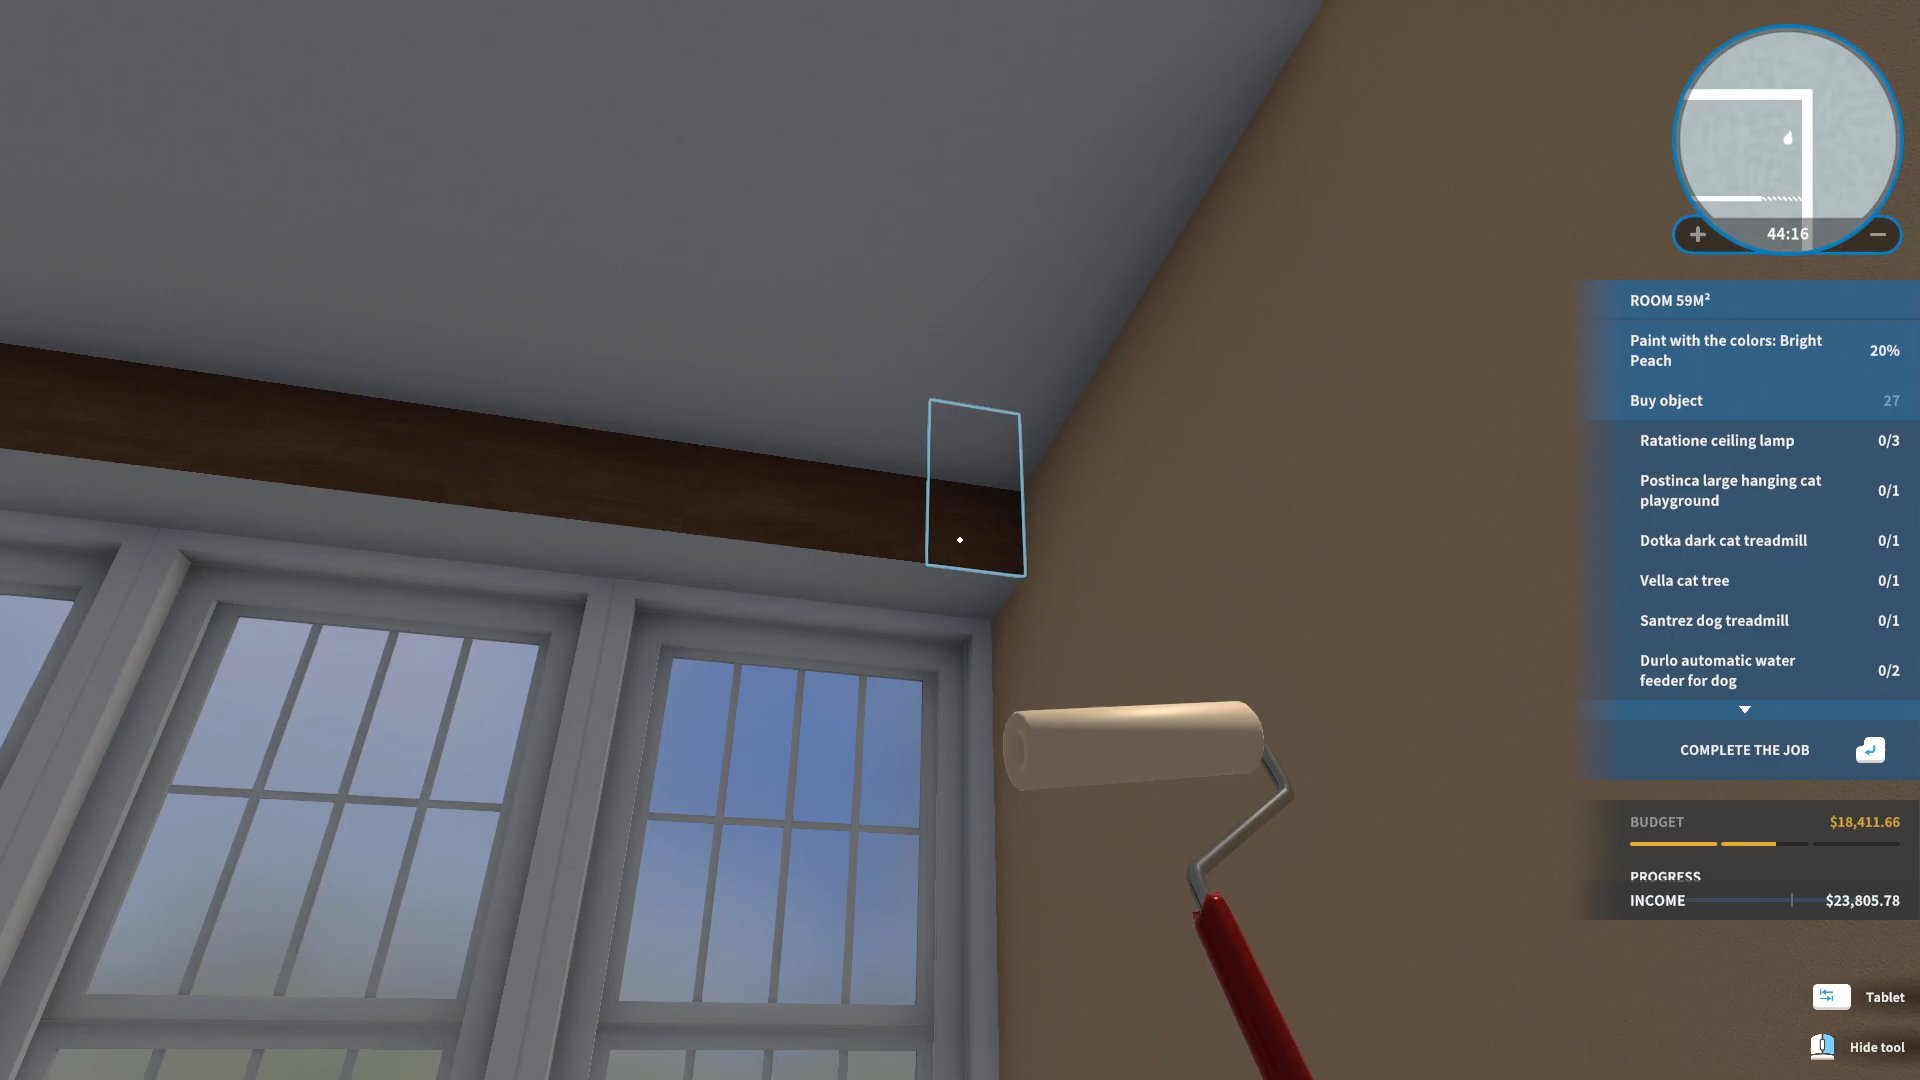 44:16
ROOM 59M²
Paint with the colors: Bright
Peach
20%
Buy object 27
Ratatione ceiling lamp 0/3
Postinca large hanging cat
playground
0/1
Dotka dark cat treadmill 0/1
Vella cat tree 0/1
Santrez dog treadmill 0/1
Durlo automatic water
feeder for dog
0/2
COMPLETE THE JOB
BUDGET $18,411.66
PROGRESS
INCOME $23,805.78
Tablet
Hide tool